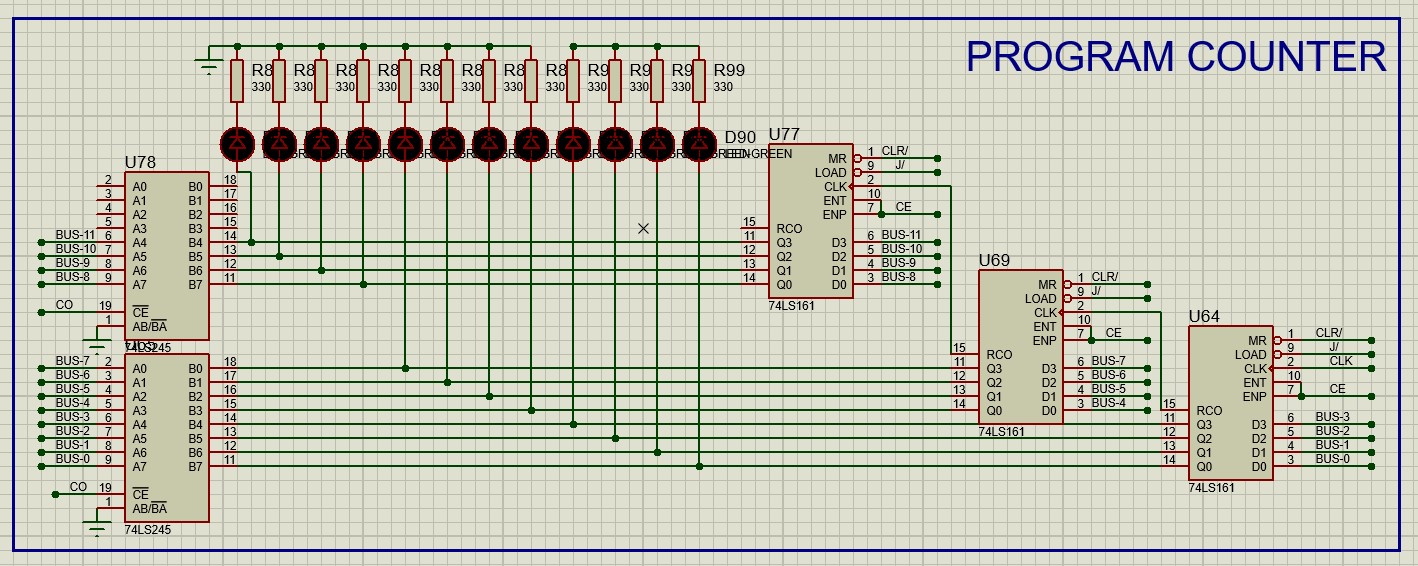 PROGRAM COUNTER
R8 R8 R8 R8 R8 R8 R8 R9 R9 R9 R9 R99
330 330 330 330 330 330 330 330 330 330 330 330
D90
GREEN
U77
1 CLR/
MR
9 J/
LOAD
2
CLK
10
ENT
7 CE
ENP
15 RCO
11 Q3 D3 6 BUS-11
12 Q2 D2 5 BUS-10
13 Q1 D1 4 BUS-9
14 Q0 D0 3 BUS-8
74LS161
U78
2 A0 B0 18
3 A1 B1 17
4 A2 B2 16
5 A3 B3 15
BUS-11 6 A4 B4 14
BUS-10 7 A5 B5 13
BUS-9 8 A6 B6 12
BUS-8 9 A7 B7 11
CO 19 CE
1 AB/BA
74LS245
BUS-7 2 A0 B0 18
BUS-6 3 A1 B1 17
BUS-5 4 A2 B2 16
BUS-4 5 A3 B3 15
BUS-3 6 A4 B4 14
BUS-2 7 A5 B5 13
BUS-1 8 A6 B6 12
BUS-0 9 A7 B7 11
CO 19 CE
1 AB/BA
74LS245
U69
MR 1 CLR/
LOAD 9 J/
CLK 2
ENT 10
ENP 7 CE
15 RCO
11 Q3 D3 6 BUS-7
12 Q2 D2 5 BUS-6
13 Q1 D1 4 BUS-5
14 Q0 D0 3 BUS-4
74LS161
U64
MR 1 CLR/
LOAD 9 J/
CLK 2 CLK
ENT 10
ENP 7 CE
15 RCO
11 Q3 D3 6 BUS-3
12 Q2 D2 5 BUS-2
13 Q1 D1 4 BUS-1
14 Q0 D0 3 BUS-0
74LS161